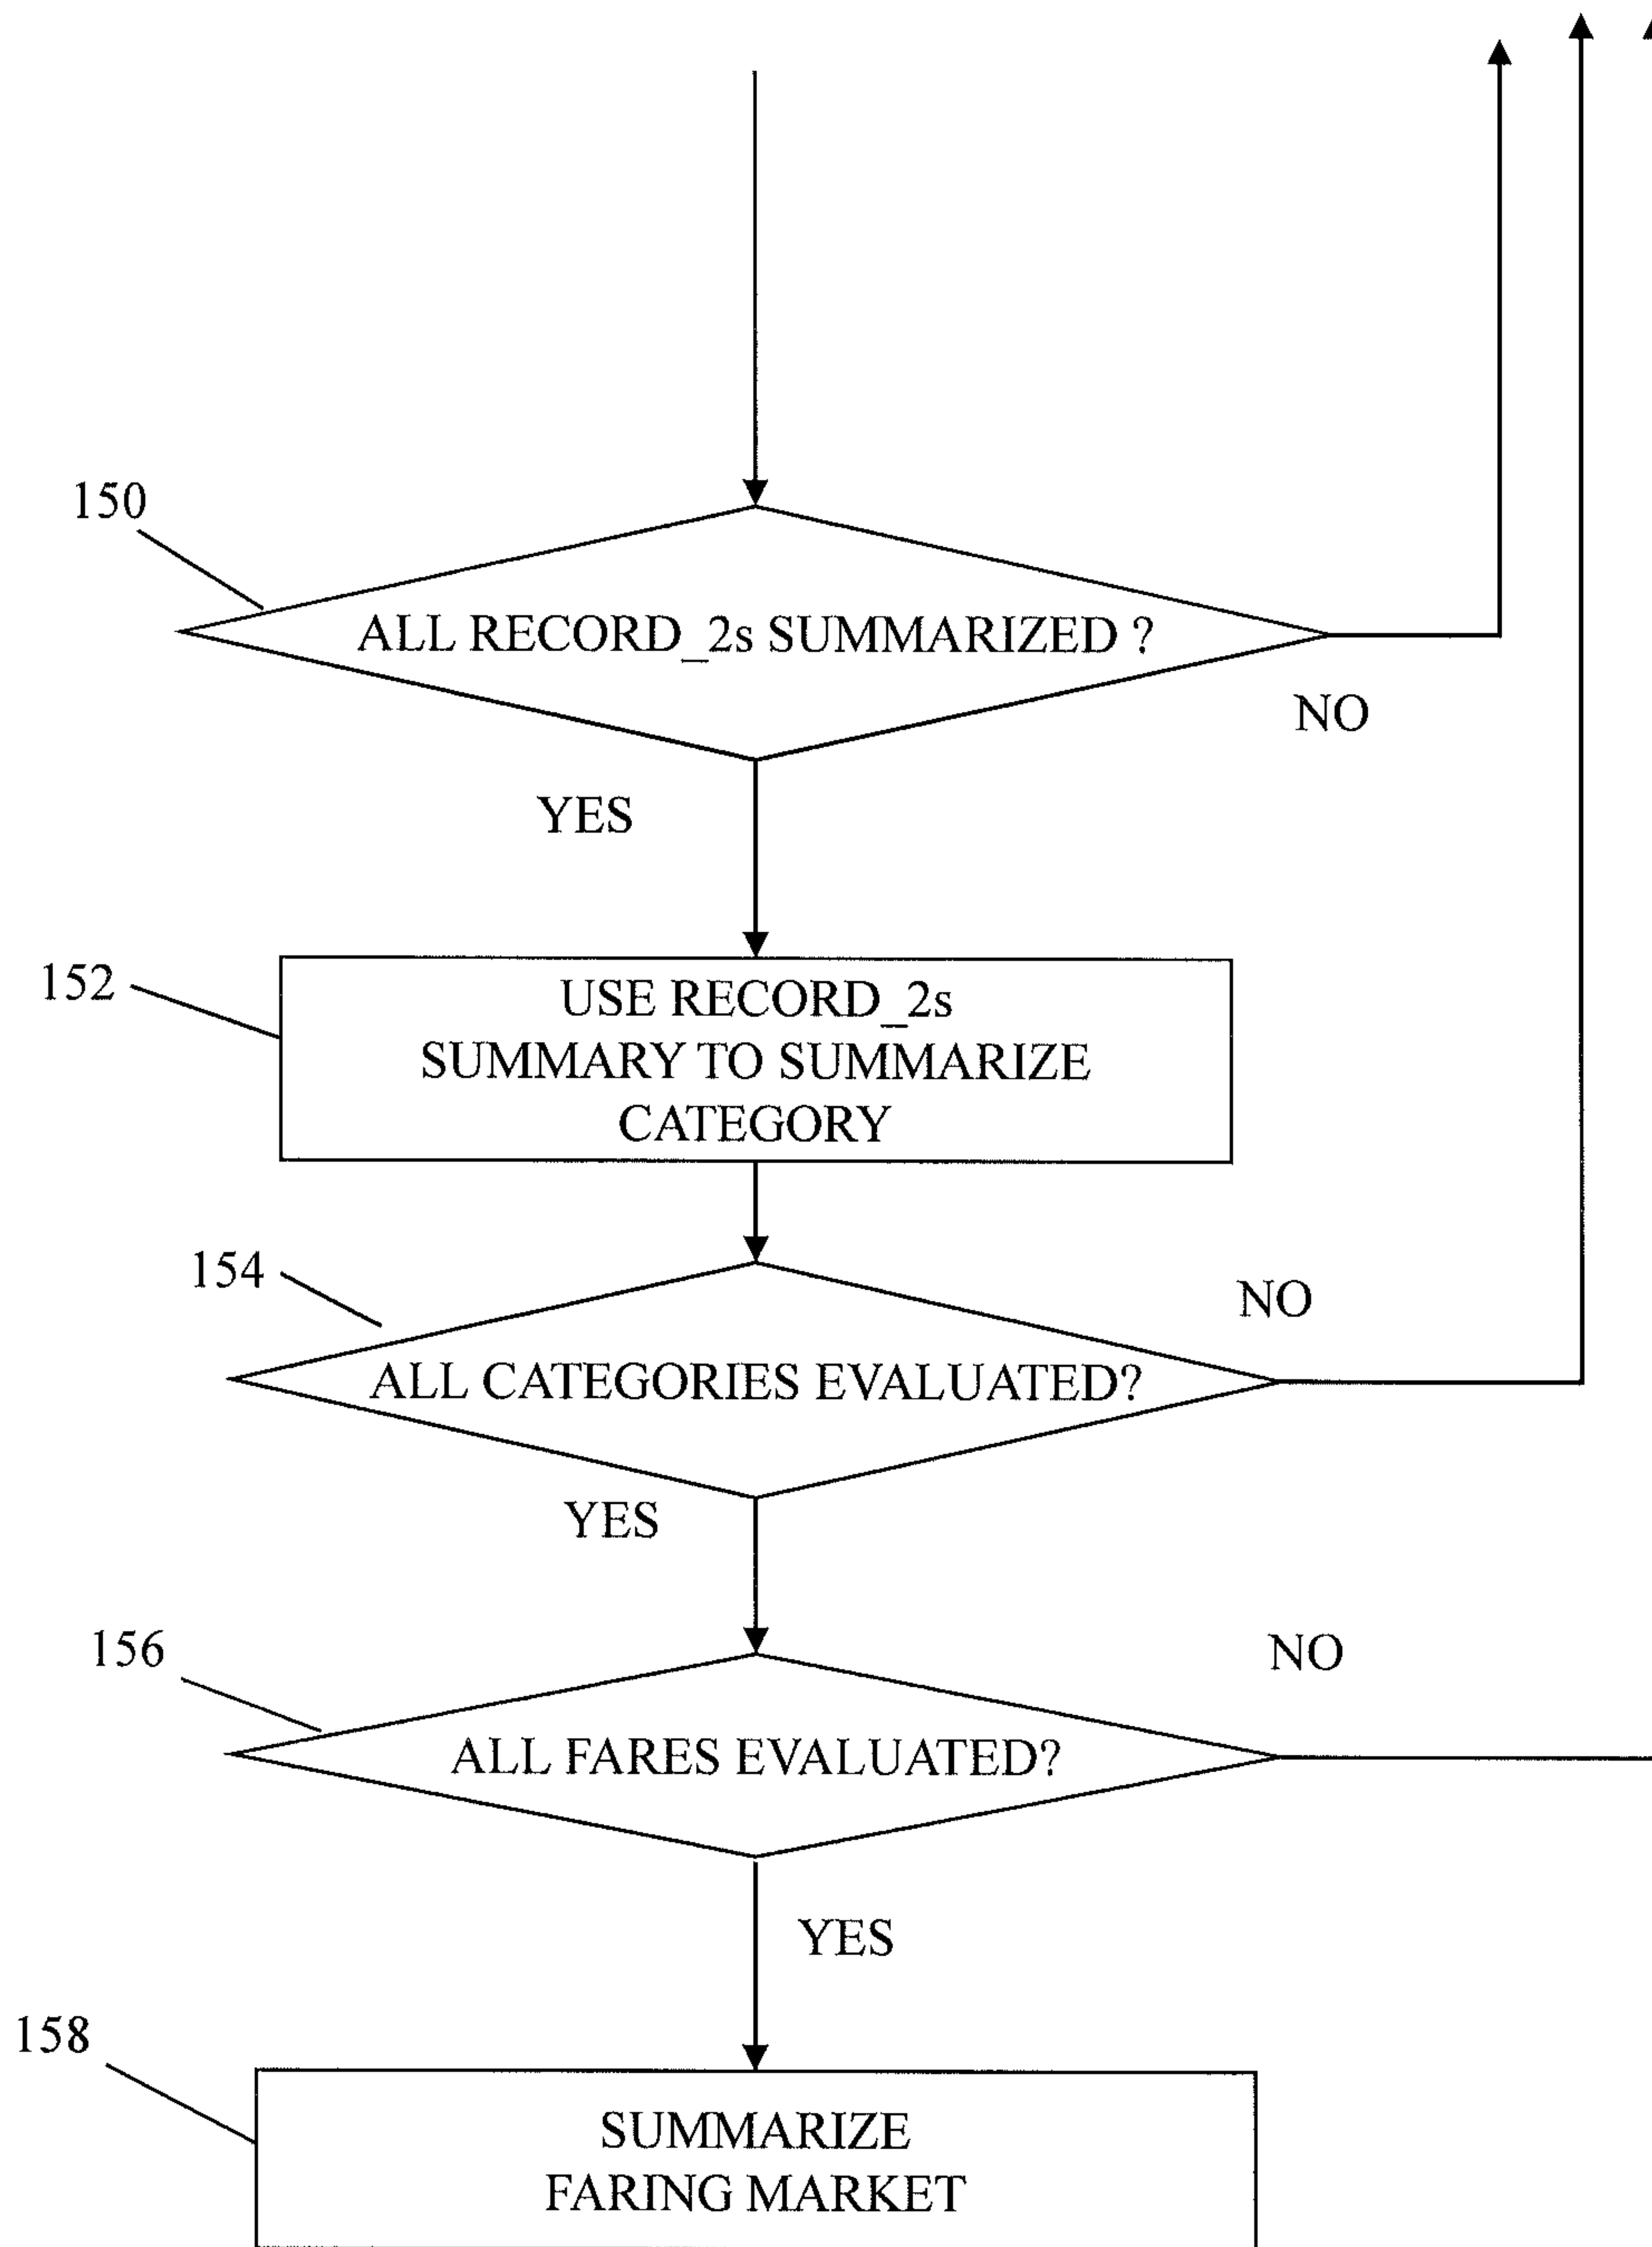 150
ALL RECORD_2s SUMMARIZED ?
NO
YES
152
USE RECORD_2s
SUMMARY TO SUMMARIZE
CATEGORY
154
NO
ALL CATEGORIES EVALUATED?
YES
156
NO
ALL FARES EVALUATED?
YES
158
SUMMARIZE
FARING MARKET